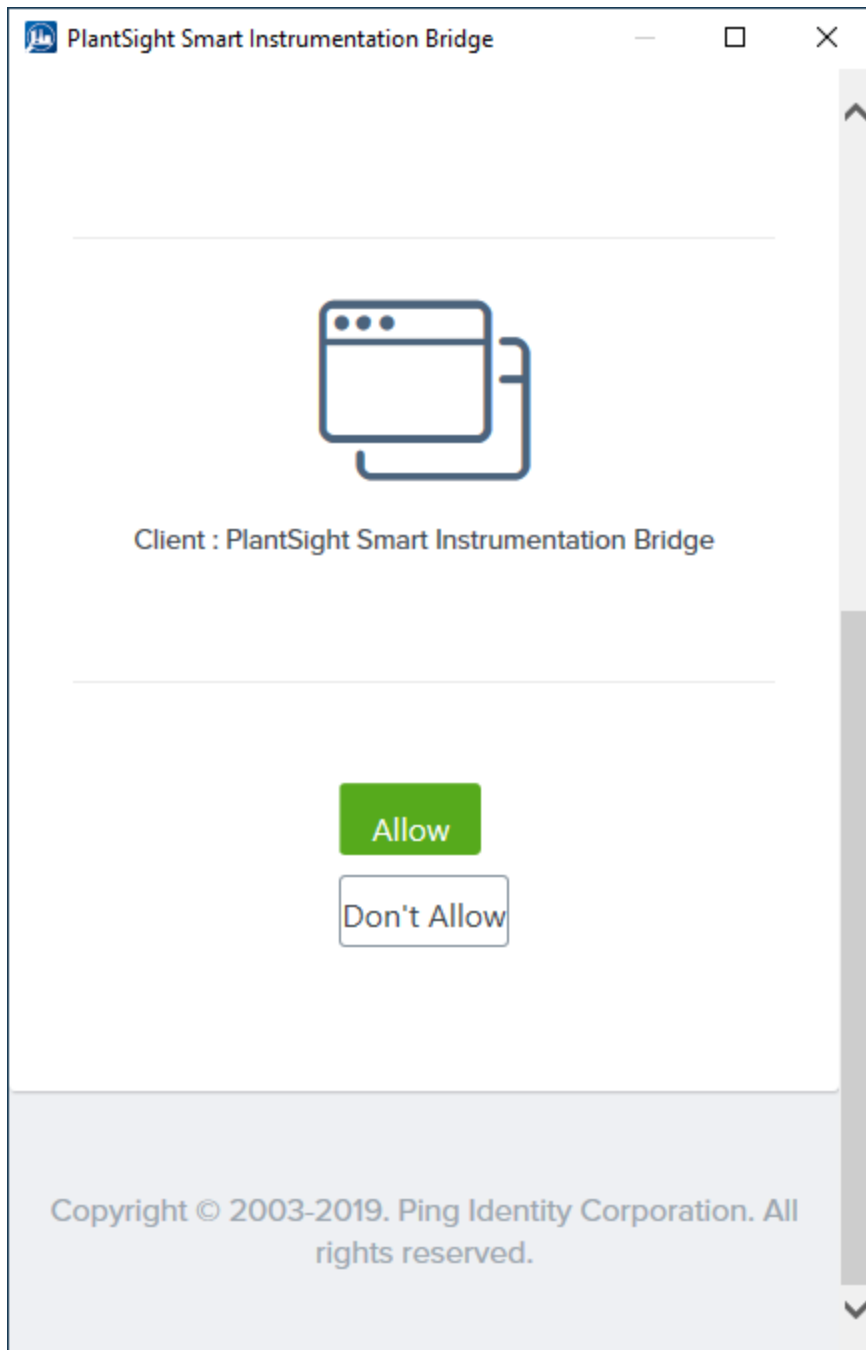 PlantSight Smart Instrumentation Bridge
Client : PlantSight Smart Instrumentation Bridge
Allow
Don't Allow
Copyright © 2003-2019. Ping Identity Corporation. All
rights reserved.